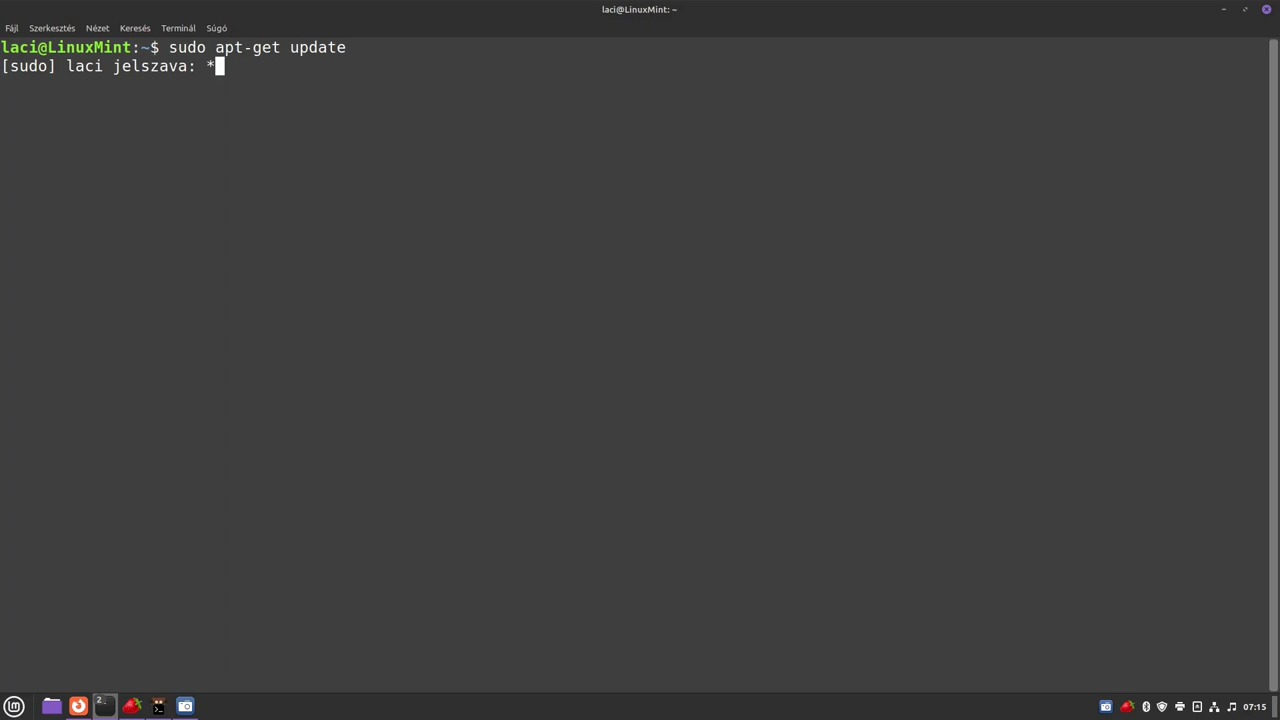 laci@LinuxMint: ~
Fájl Szerkesztés Nézet Keresés Terminál Súgó
laci@LinuxMint:~$ sudo apt-get update
[sudo] laci jelszava: *
2
07:15